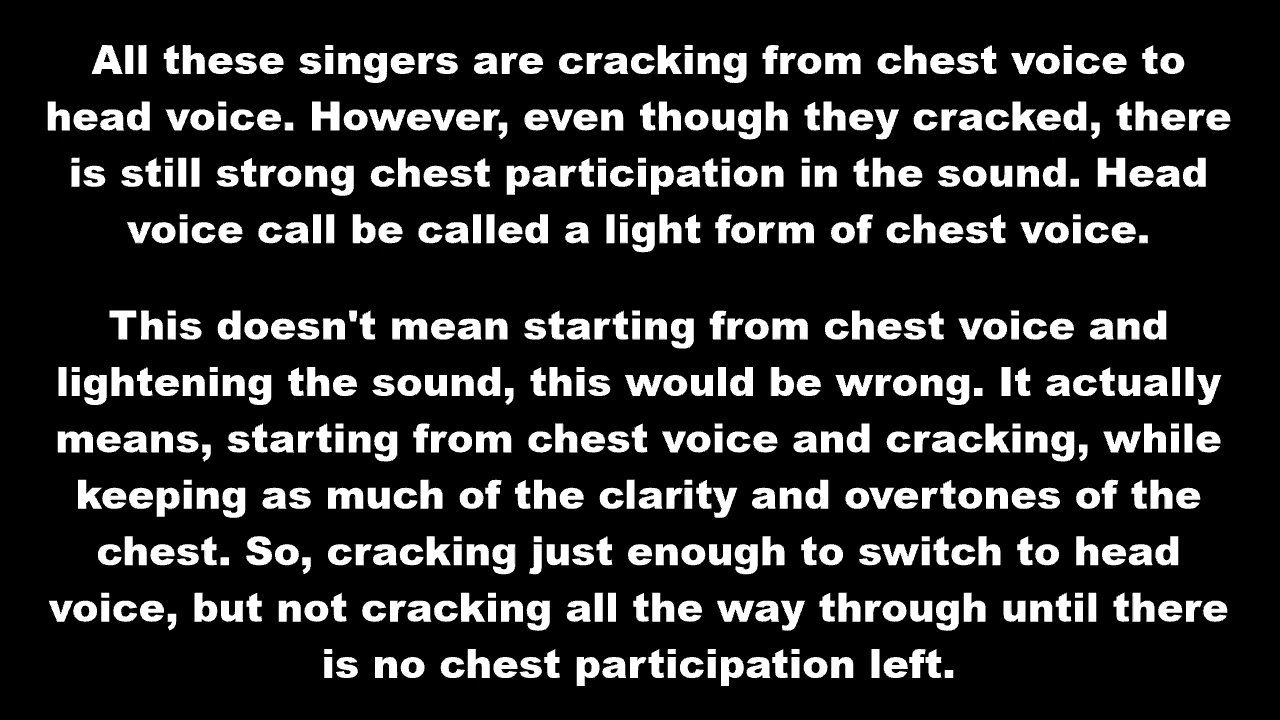 All these singers are cracking from chest voice to
head voice. However, even though they cracked, there
is still strong chest participation in the sound. Head
voice call be called a light form of chest voice.
This doesn't mean starting from chest voice and
lightening the sound, this would be wrong. It actually
means, starting from chest voice and cracking, while
keeping as much of the clarity and overtones of the
chest. So, cracking just enough to switch to head
voice, but not cracking all the way through until there
is no chest participation left.